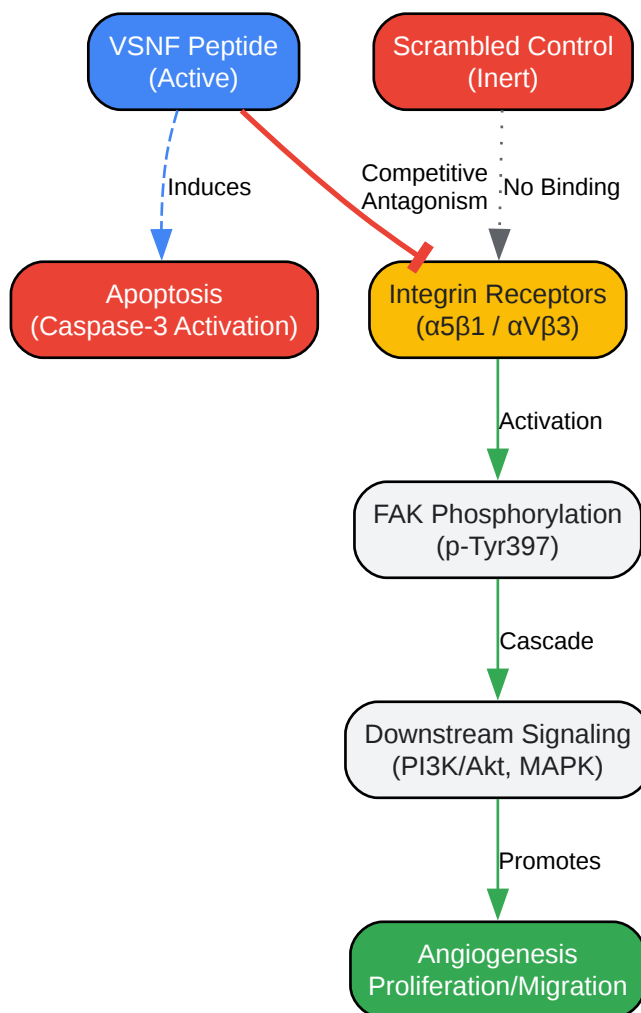 VSNF Peptide
(Active)
Scrambled Control
(Inert)
Induces
Competitive
Antagonism
No Binding
Apoptosis
(Caspase-3 Activation)
Integrin Receptors
(α5β1 / αVβ3)
Activation
FAK Phosphorylation
(p-Tyr397)
Cascade
Downstream Signaling
(PI3K/Akt, MAPK)
Promotes
Angiogenesis
Proliferation/Migration